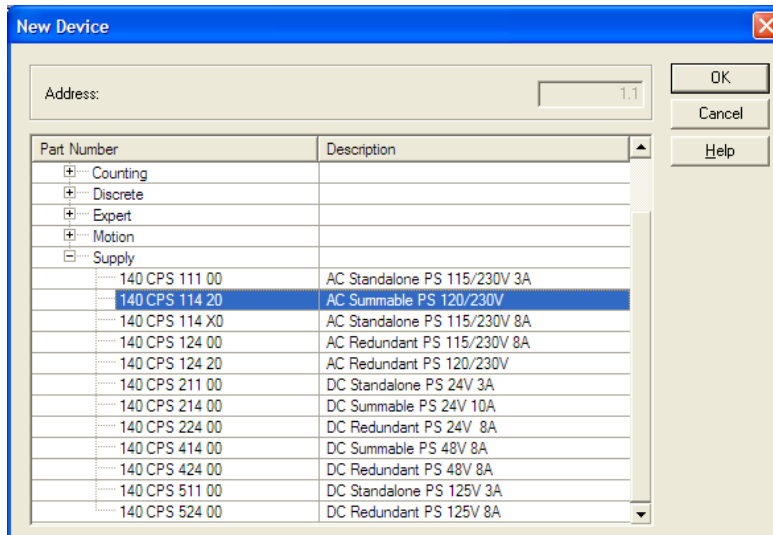 New Device
Address: 1.1
OK
Cancel
Help
Part Number Description
Counting
Discrete
Expert
Motion
Supply
140 CPS 111 00 AC Standalone PS 115/230V 3A
140 CPS 114 20 AC Summable PS 120/230V
140 CPS 114 X0 AC Standalone PS 115/230V 8A
140 CPS 124 00 AC Redundant PS 115/230V 8A
140 CPS 124 20 AC Redundant PS 120/230V
140 CPS 211 00 DC Standalone PS 24V 3A
140 CPS 214 00 DC Summable PS 24V 10A
140 CPS 224 00 DC Redundant PS 24V  8A
140 CPS 414 00 DC Summable PS 48V 8A
140 CPS 424 00 DC Redundant PS 48V 8A
140 CPS 511 00 DC Standalone PS 125V 3A
140 CPS 524 00 DC Redundant PS 125V 8A